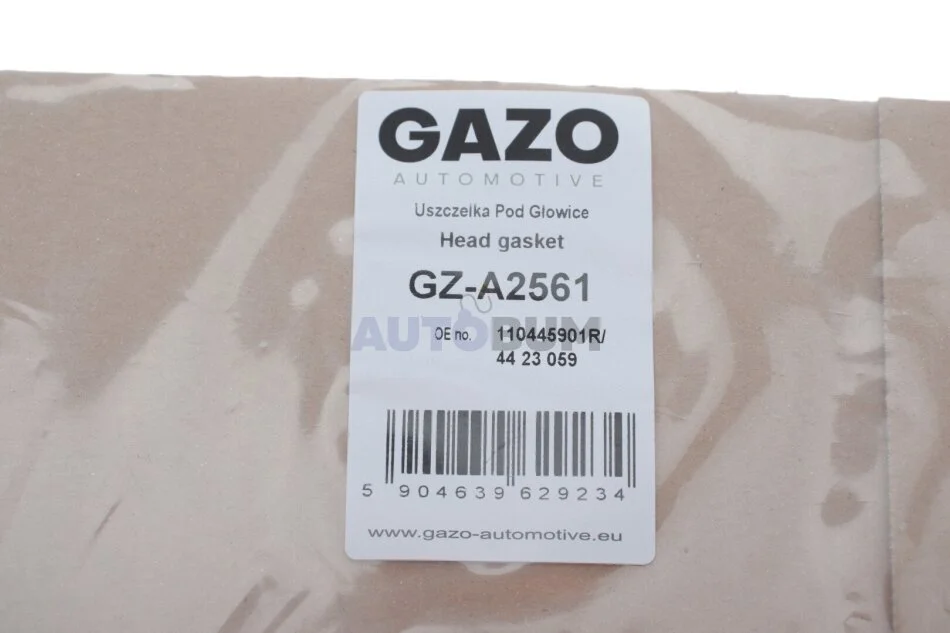 GAZO
AUTOMOTIVE
Uszczelka Pod Głowice
Head gasket
GZ-A2561
AUTOBUM
OE no. 110445901R/
44 23 059
5 904639 629234
www.gazo-automotive.eu